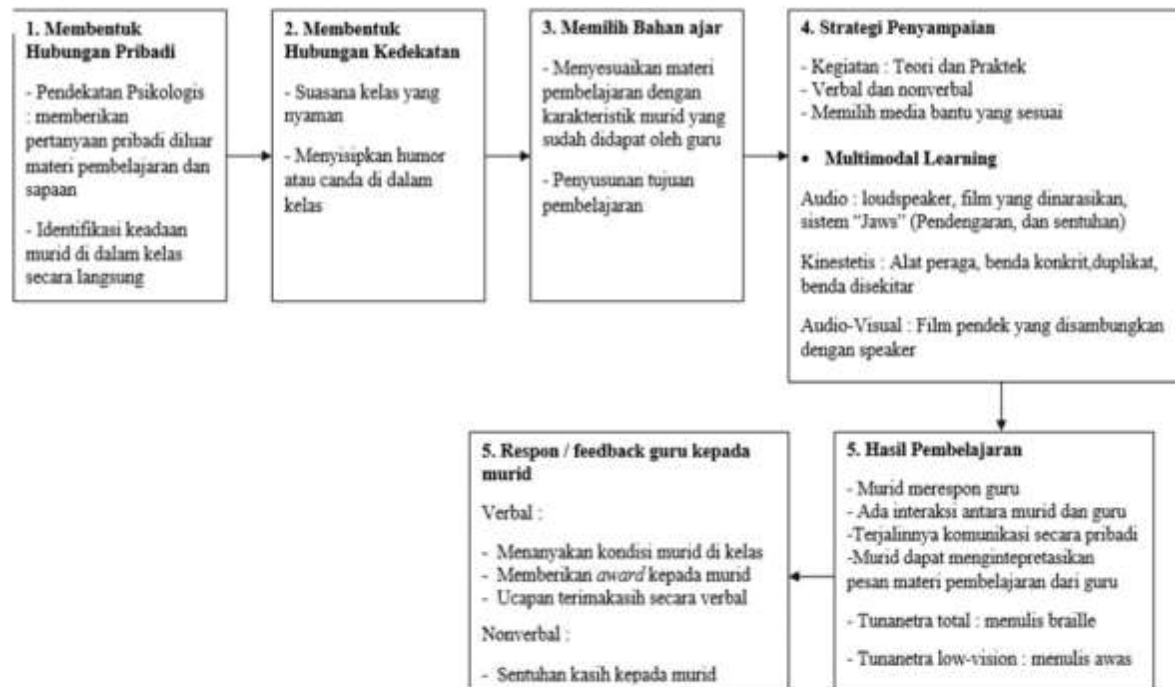 1. Membentuk
Hubungan Pribadi
- Pendekatan Psikologis
: memberikan
pertanyaan pribadi diluar
materi pembelajaran dan
sapaan
- Identifikasi keadaan
murid di dalam kelas
secara langsung
2. Membentuk
Hubungan Kedekatan
- Suasana kelas yang
nyaman
- Menyisipkan humor
atau canda di dalam
kelas
3. Memilih Bahan ajar
- Menyesuaikan materi
pembelajaran dengan
karakteristik murid yang
sudah didapat oleh guru
- Penyusunan tujuan
pembelajaran
4. Strategi Penyampaian
- Kegiatan : Teori dan Praktek
- Verbal dan nonverbal
- Memilih media bantu yang sesuai
• Multimodal Learning
Audio : loudspeaker, film yang dinarasikan,
sistem “Jaws” (Pendengaran, dan sentuhan)
Kinestetis : Alat peraga, benda konkrit,duplikat,
benda disekitar
Audio-Visual : Film pendek yang disambungkan
dengan speaker
5. Hasil Pembelajaran
- Murid merespon guru
- Ada interaksi antara murid dan guru
-Terjalinnya komunikasi secara pribadi
-Murid dapat mengintepretasikan
pesan materi pembelajaran dari guru
- Tunanetra total : menulis braille
- Tunanetra low-vision : menulis awas
5. Respon / feedback guru kepada
murid
Verbal :
- Menanyakan kondisi murid di kelas
- Memberikan award kepada murid
- Ucapan terimakasih secara verbal
Nonverbal :
- Sentuhan kasih kepada murid